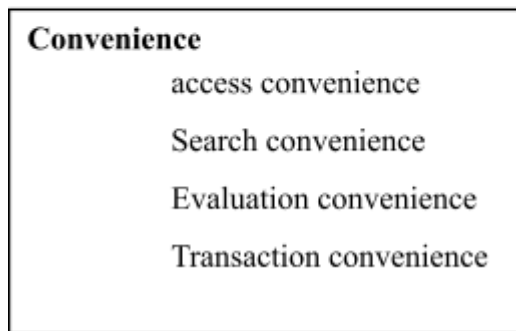 Convenience
access convenience
Search convenience
Evaluation convenience
Transaction convenience